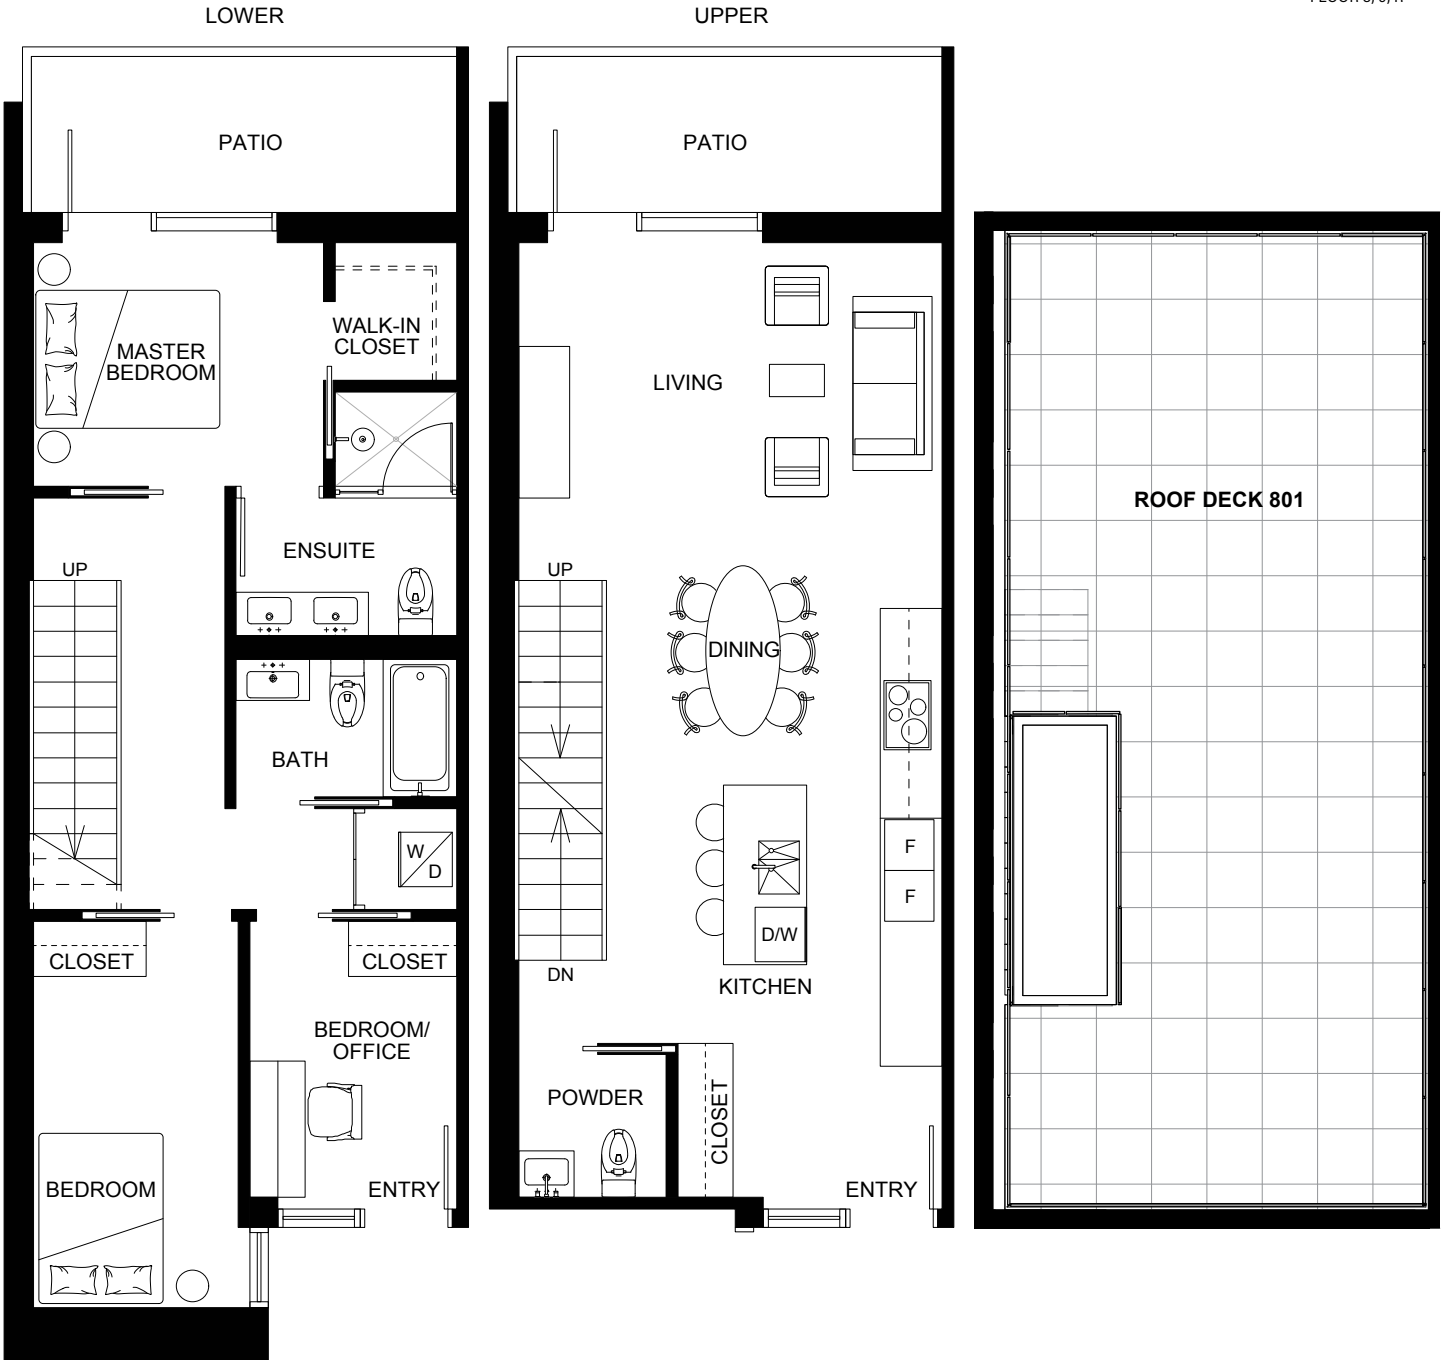 LOWER
UPPER
PATIO
PATIO
WALK-IN
CLOSET
MASTER
BEDROOM
LIVING
ROOF DECK 801
ENSUITE
UP
UP
DINING
BATH
W
D
F
F
D/W
CLOSET
CLOSET
DN
KITCHEN
BEDROOM/
OFFICE
POWDER
CLOSET
BEDROOM
ENTRY
ENTRY